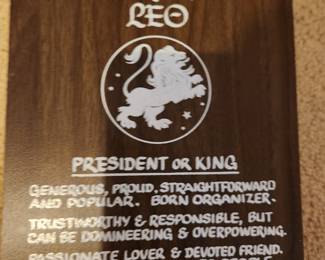 LEO
PRESIDENT OR KING
GENEROUS, PROUD, STRAIGHTFORWARD
AND POPULAR. BORN ORGANIZER.
TRUSTWORTHY & RESPONSIBLE, BUT
CAN BE DOMINEERING & OVERPOWERING.
PASSIONATE LOVER & DEVOTED FRIEND.
PEOPLE